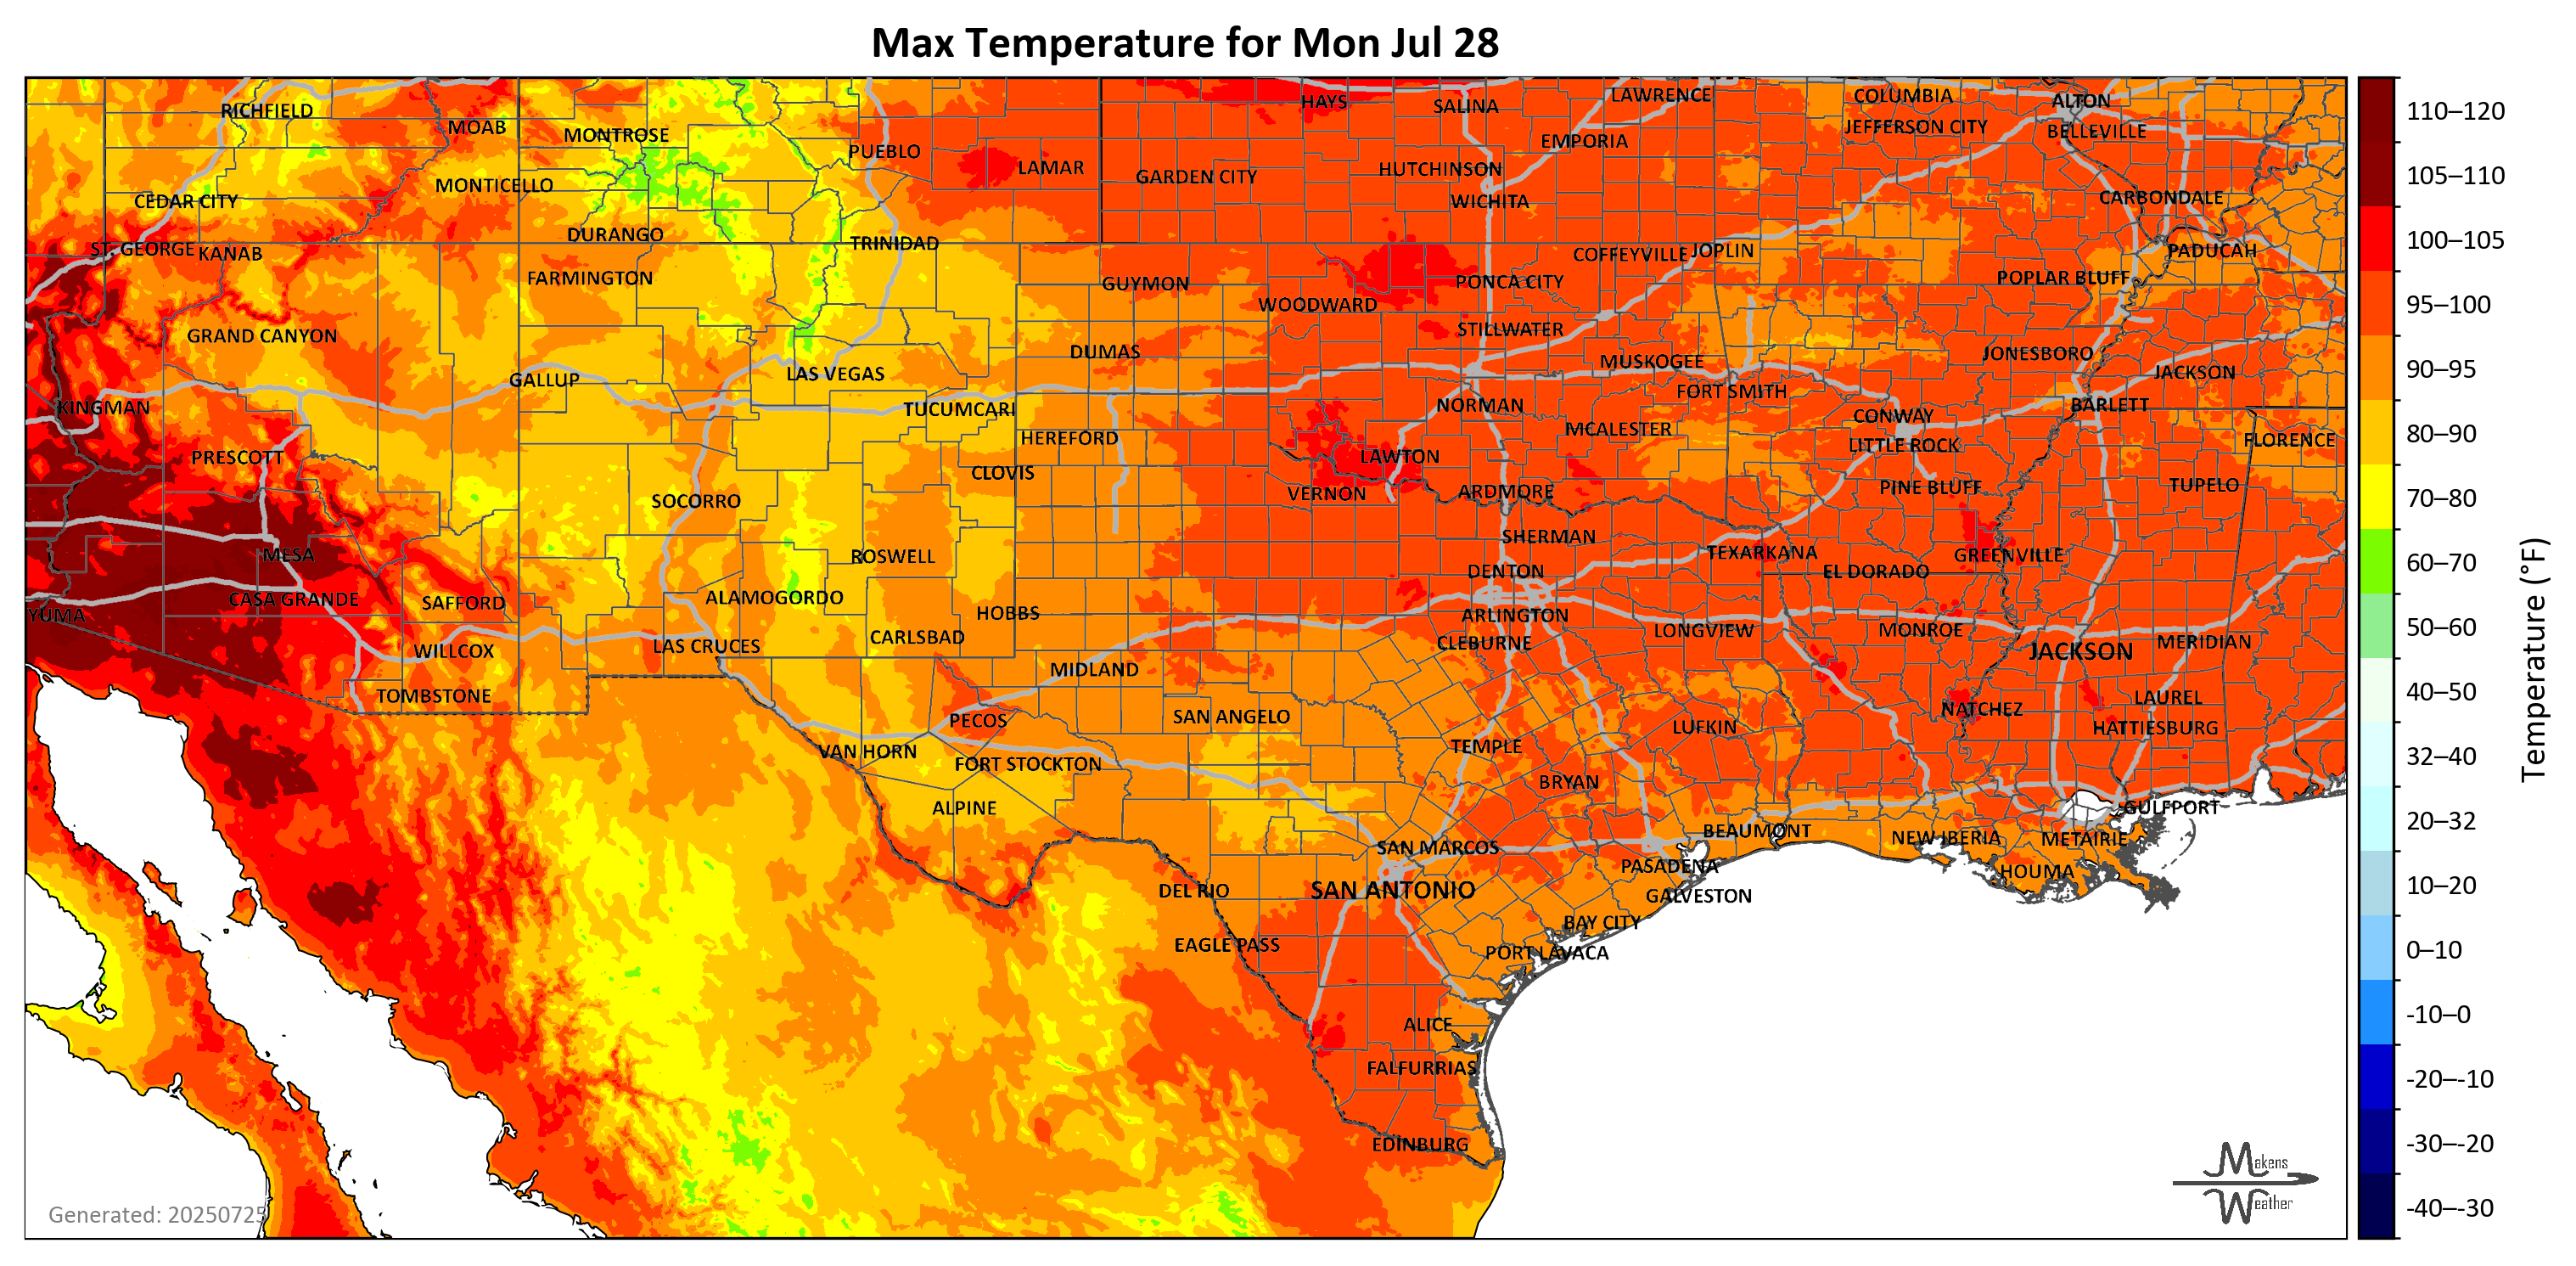 Max Temperature for Mon Jul 28
RICHFIELD
MOAB
MONTROSE
PUEBLO
LAMAR
HAYS
SALINA
LAWRENCE
COLUMBIA
ALTON
EMPORIA
JEFFERSON CITY
BELLEVILLE
CEDAR CITY
MONTICELLO
GARDEN CITY
HUTCHINSON
WICHITA
CARBONDALE
ST. GEORGE
KANAB
DURANGO
TRINIDAD
COFFEYVILLE
JOPLIN
PADUCAH
FARMINGTON
GUYMON
WOODWARD
PONCA CITY
POPLAR BLUFF
GRAND CANYON
DUMAS
STILLWATER
MUSKOGEE
JONESBORO
JACKSON
GALLUP
LAS VEGAS
FORT SMITH
KINGMAN
TUCUMCARI
NORMAN
CONWAY
BARLETT
HEREFORD
MCALESTER
LITTLE ROCK
FLORENCE
PRESCOTT
CLOVIS
LAWTON
SOCORRO
VERNON
ARDMORE
PINE BLUFF
TUPELO
MESA
ROSWELL
SHERMAN
TEXARKANA
GREENVILLE
DENTON
EL DORADO
YUMA
CASA GRANDE
SAFFORD
ALAMOGORDO
HOBBS
ARLINGTON
WILLCOX
LAS CRUCES
CARLSBAD
CLEBURNE
LONGVIEW
MONROE
JACKSON
MERIDIAN
TOMBSTONE
MIDLAND
PECOS
SAN ANGELO
NATCHEZ
LAUREL
HATTIESBURG
VAN HORN
FORT STOCKTON
TEMPLE
LUFKIN
ALPINE
BRYAN
GULFPORT
SAN MARCOS
BEAUMONT
NEW IBERIA
METAIRIE
DEL RIO
SAN ANTONIO
PASADENA
HOUMA
GALVESTON
EAGLE PASS
BAY CITY
PORT LAVACA
ALICE
FALFURRIAS
EDINBURG
Generated: 20250725
Makens
Weather
110–120
105–110
100–105
95–100
90–95
80–90
70–80
60–70
50–60
40–50
32–40
20–32
10–20
0–10
-10–0
-20–-10
-30–-20
-40–-30
Temperature (°F)